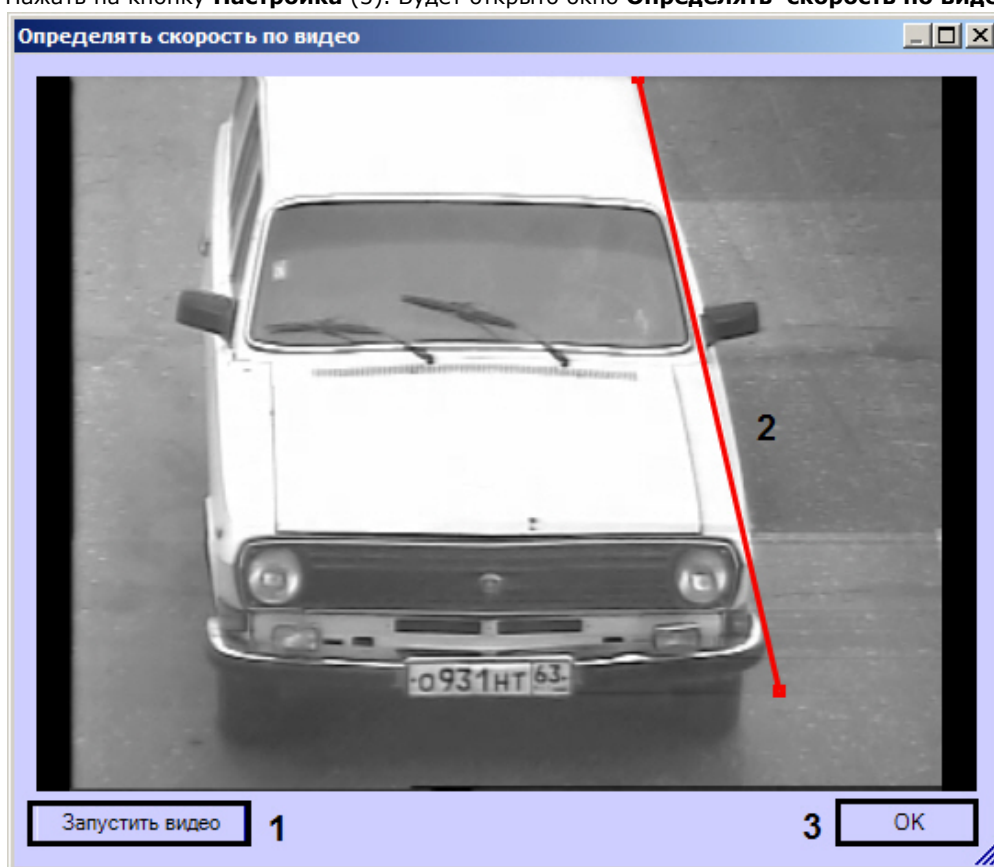 Нажать на кнопку Настройка (5). Будет открыто окно Определять скорость по виде
Определять скорость по видео
2
о931нт 63
Запустить видео 1 3 OK